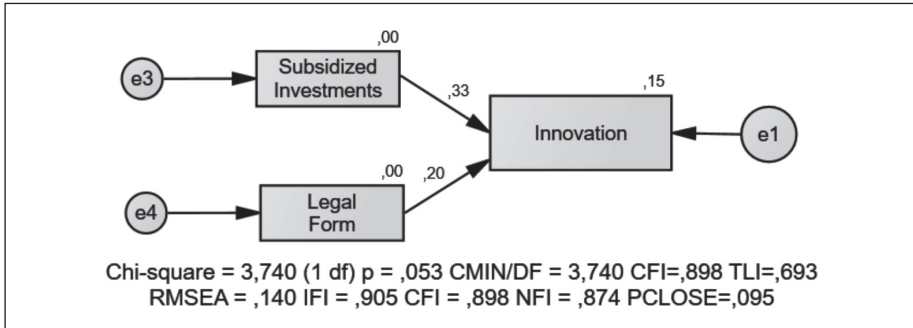 ,00
e3
Subsidized
Investments
,33
,15
Innovation
e1
,00
,20
e4
Legal
Form
Chi-square = 3,740 (1 df) p = ,053 CMIN/DF = 3,740 CFI=,898 TLI=,693
RMSEA = ,140 IFI = ,905 CFI = ,898 NFI = ,874 PCLOSE=,095